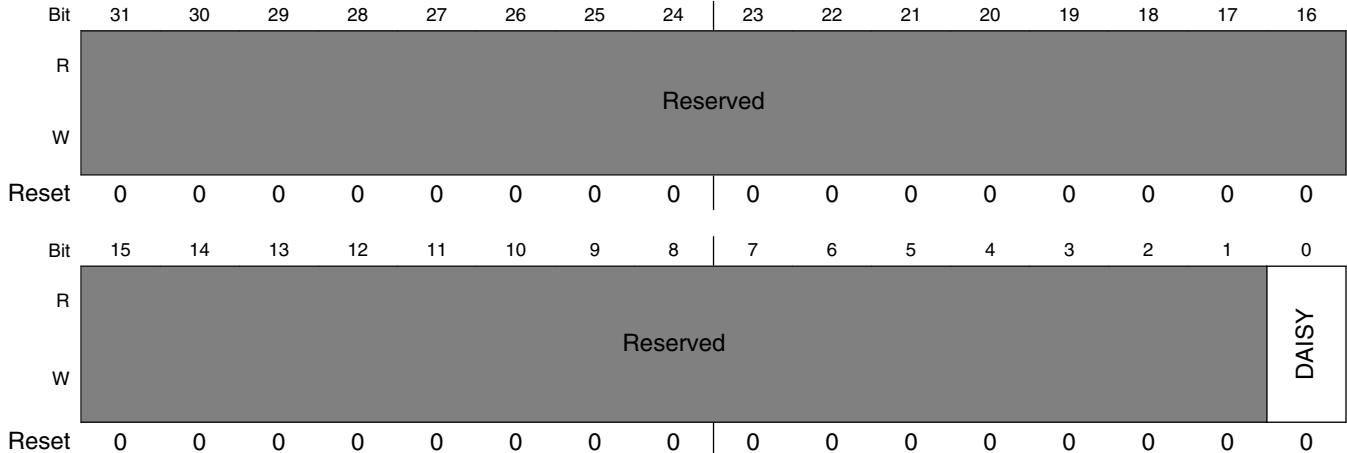 Bit 31 30 29 28 27 26 25 24 23 22 21 20 19 18 17 16
R
Reserved
W
Reset 0 0 0 0 0 0 0 0 0 0 0 0 0 0 0 0
Bit 15 14 13 12 11 10 9 8 7 6 5 4 3 2 1 0
R
Reserved DAISY
W
Reset 0 0 0 0 0 0 0 0 0 0 0 0 0 0 0 0